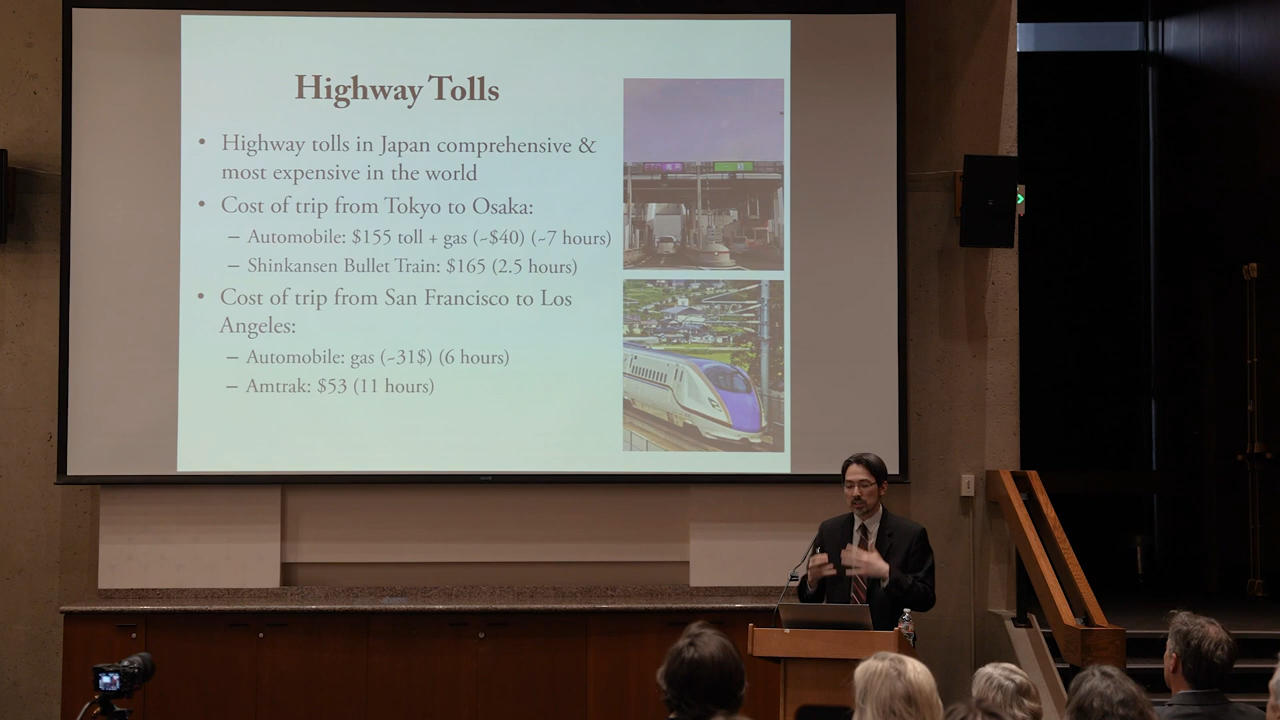 Highway Tolls
• Highway tolls in Japan comprehensive &
most expensive in the world
• Cost of trip from Tokyo to Osaka:
– Automobile: $155 toll + gas (~$40) (~7 hours)
– Shinkansen Bullet Train: $165 (2.5 hours)
• Cost of trip from San Francisco to Los
Angeles:
– Automobile: gas (~31$) (6 hours)
– Amtrak: $53 (11 hours)